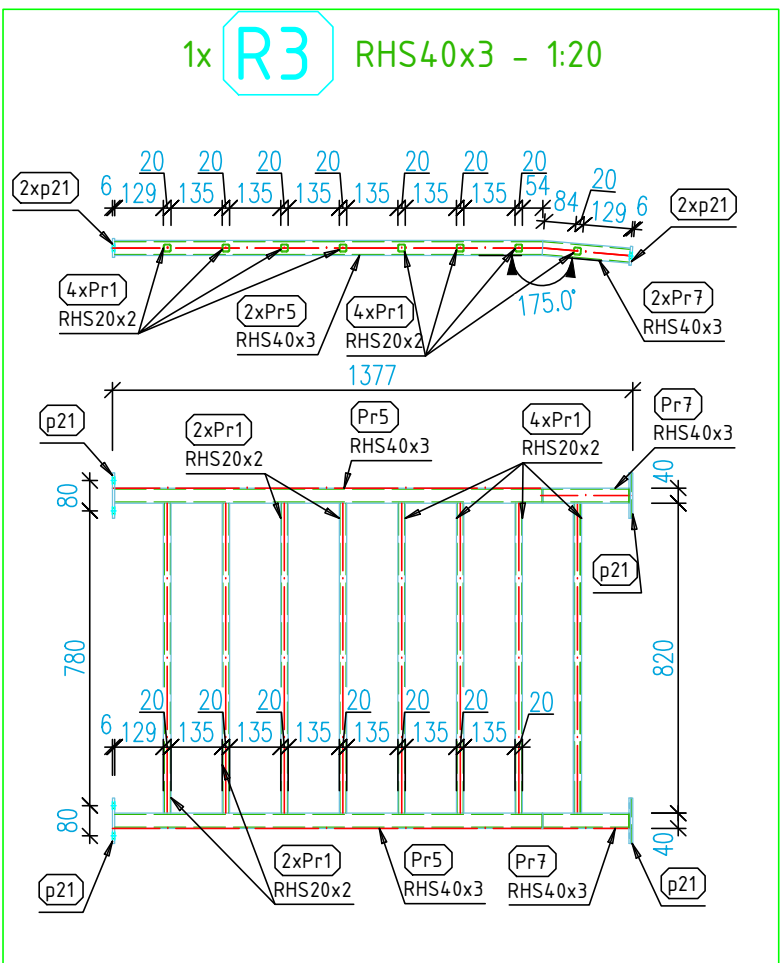 1x R3 RHS40x3 - 1:20
20 20 20 20 20 20 20
6 129 135 135 135 135 135 135 54 84 20 129 6
2xp21
2xp21
4xPr1
RHS20x2
2xPr5
RHS40x3
4xPr1
RHS20x2
175.0°
2xPr7
RHS40x3
1377
p21
2xPr1
RHS20x2
Pr5
RHS40x3
4xPr1
RHS20x2
Pr7
RHS40x3
80
40
p21
780
820
20 20 20 20 20 20 20
6 129 135 135 135 135 135 135
80
40
2xPr1
RHS20x2
Pr5
RHS40x3
Pr7
RHS40x3
p21
p21